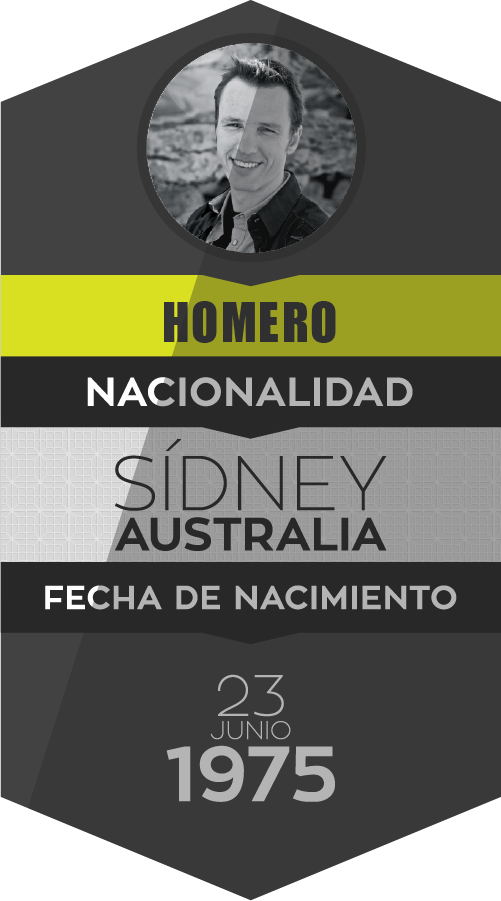 HOMERO
NACIONALIDAD
SÍDNEY
AUSTRALIA
FECHA DE NACIMIENTO
23
JUNIO
1975